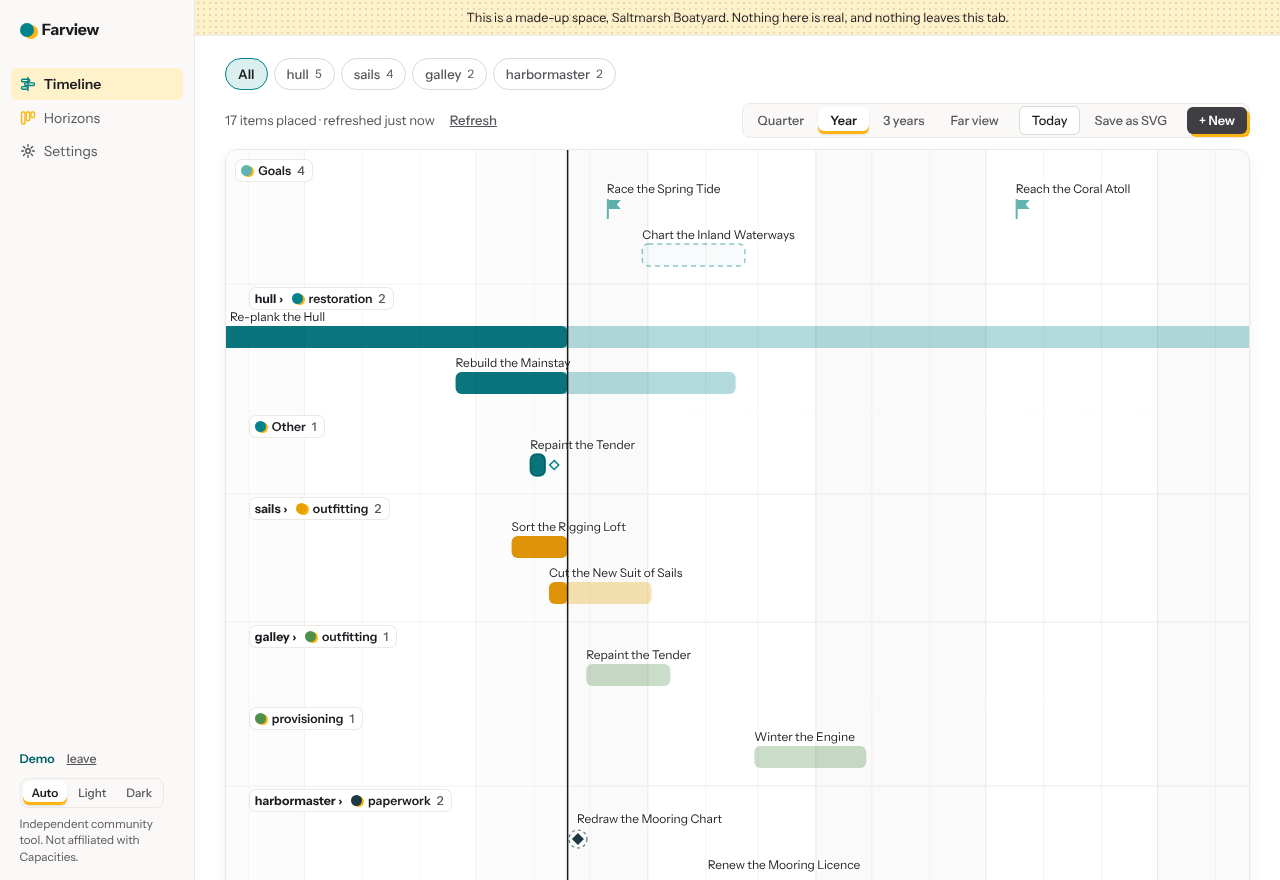 Farview
This is a made-up space, Saltmarsh Boatyard. Nothing here is real, and nothing leaves this tab.
Timeline
Horizons
Settings
All
hull 5
sails 4
galley 2
harbormaster 2
17 items placed · refreshed just now
Refresh
Quarter
Year
3 years
Far view
Today
Save as SVG
+ New
Goals 4
Race the Spring Tide
Reach the Coral Atoll
Chart the Inland Waterways
hull › restoration 2
Re-plank the Hull
Rebuild the Mainstay
Other 1
Repaint the Tender
sails › outfitting 2
Sort the Rigging Loft
Cut the New Suit of Sails
galley › outfitting 1
Repaint the Tender
provisioning 1
Winter the Engine
harbormaster › paperwork 2
Redraw the Mooring Chart
Renew the Mooring Licence
Demo
leave
Auto
Light
Dark
Independent community
tool. Not affiliated with
Capacities.